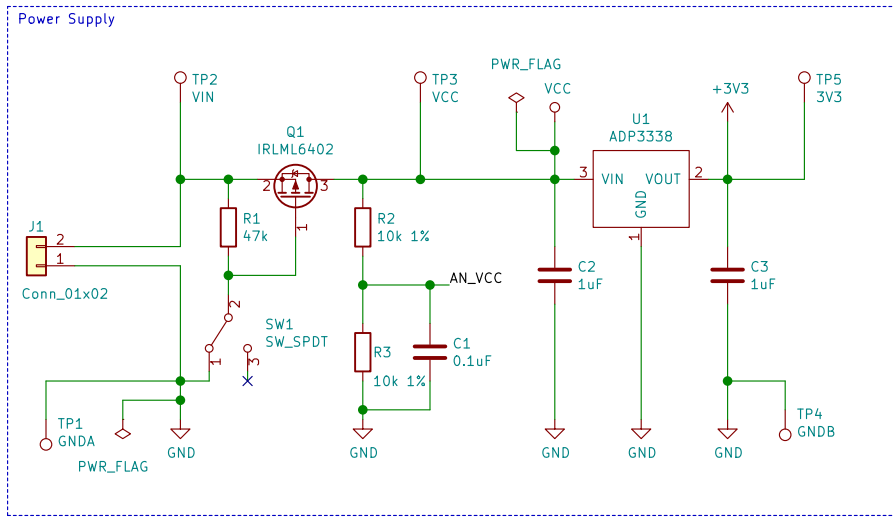 Power Supply
TP2
VIN
TP3
VCC
PWR_FLAG
VCC
+3V3
TP5
3V3
Q1
IRLML6402
2
3
1
U1
ADP3338
3
VIN
VOUT
2
GND
1
J1
2
1
Conn_01x02
R1
47k
R2
10k 1%
AN_VCC
C2
1uF
C3
1uF
2
SW1
SW_SPDT
1
3
R3
10k 1%
C1
0.1uF
TP1
GNDA
PWR_FLAG
GND
GND
GND
GND
GND
TP4
GNDB